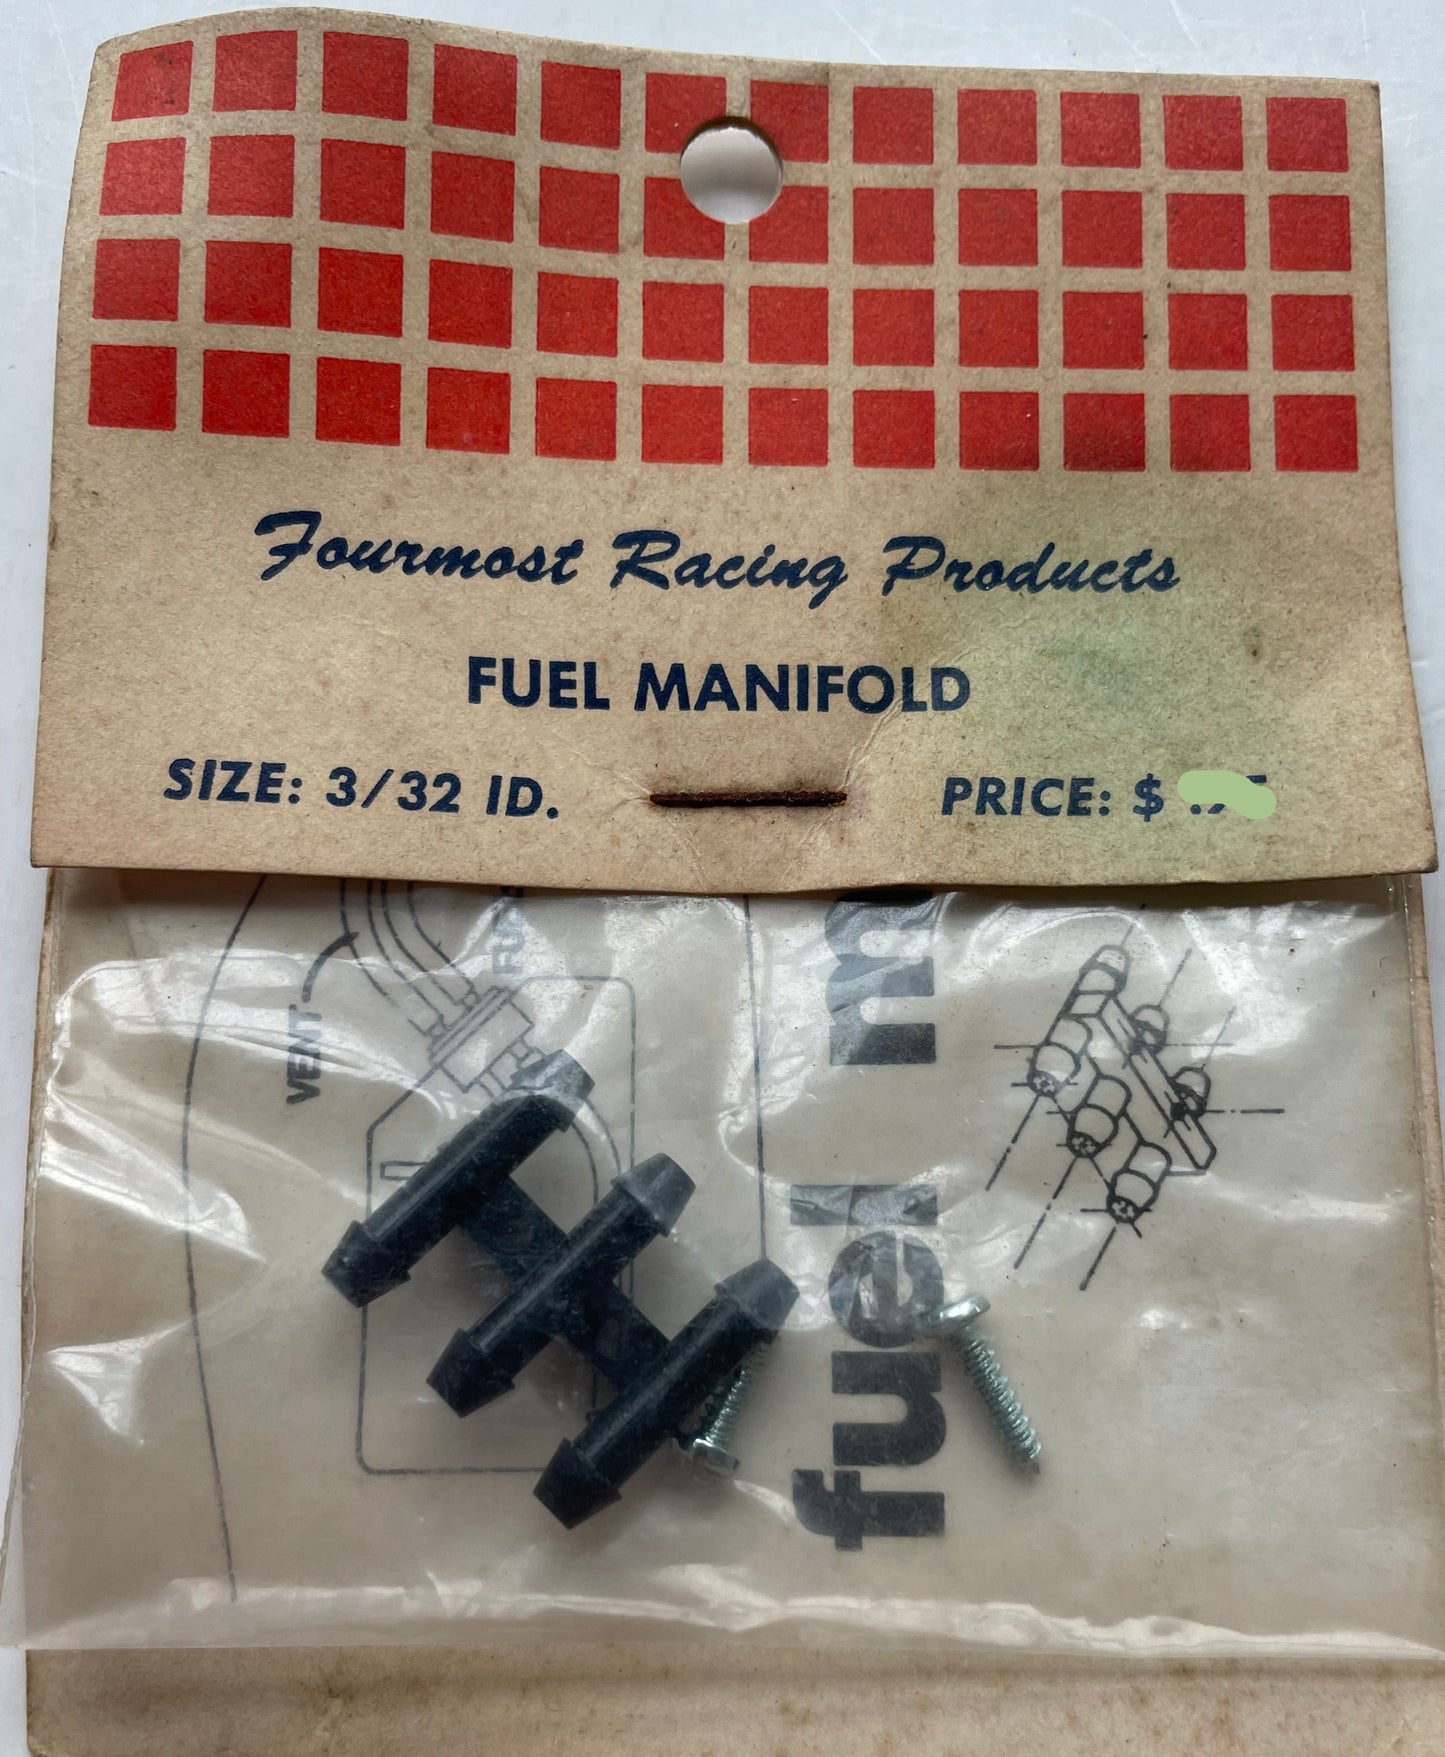 Fourmost Racing Products
FUEL MANIFOLD
SIZE: 3/32 ID.
PRICE: $
VENT
fuel m